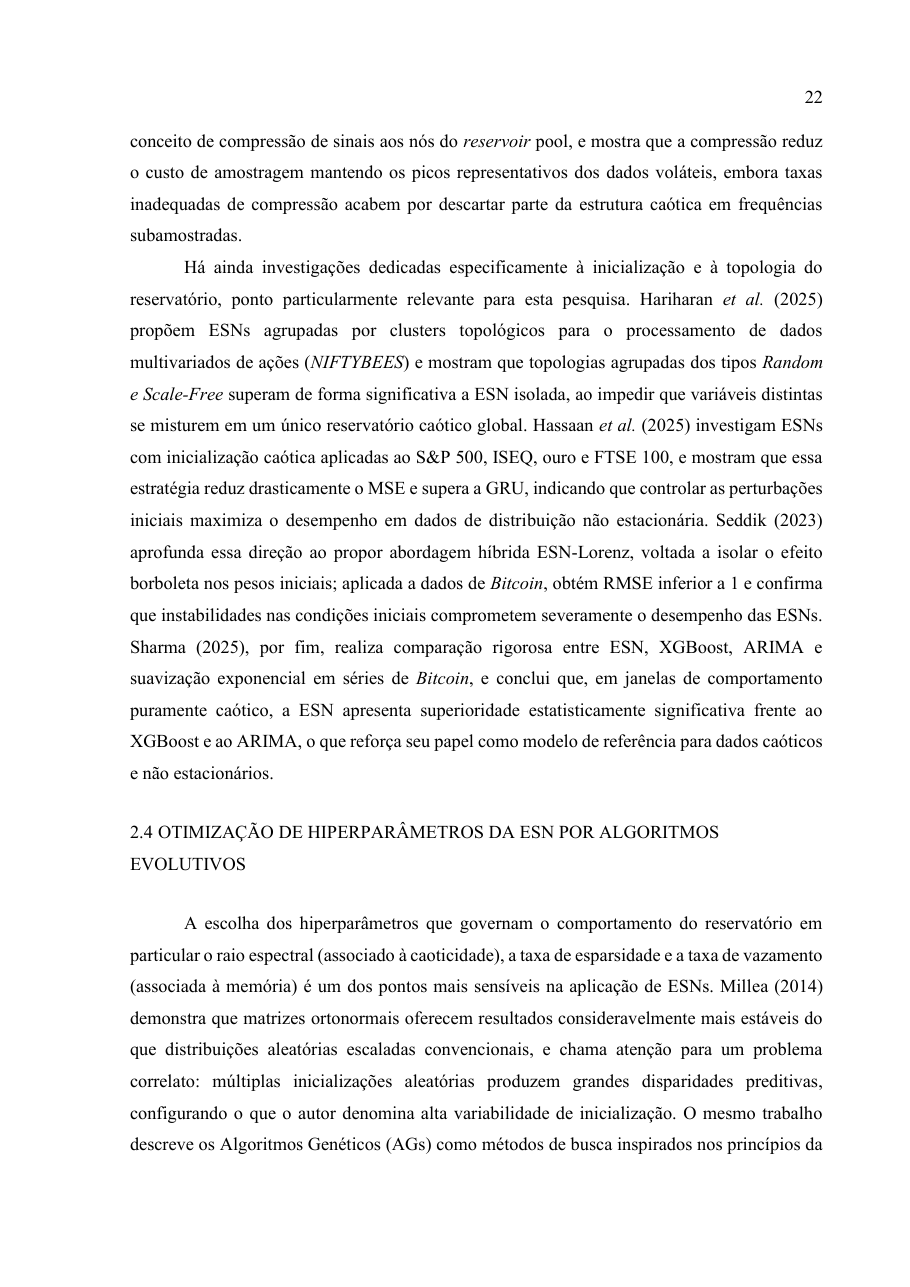 22
conceito de compressão de sinais aos nós do reservoir pool, e mostra que a compressão reduz
o custo de amostragem mantendo os picos representativos dos dados voláteis, embora taxas
inadequadas de compressão acabem por descartar parte da estrutura caótica em frequências
subamostradas.
Há ainda investigações dedicadas especificamente à inicialização e à topologia do
reservatório, ponto particularmente relevante para esta pesquisa. Hariharan et al. (2025)
propõem ESNs agrupadas por clusters topológicos para o processamento de dados
multivariados de ações (NIFTYBEES) e mostram que topologias agrupadas dos tipos Random
e Scale-Free superam de forma significativa a ESN isolada, ao impedir que variáveis distintas
se misturem em um único reservatório caótico global. Hassaan et al. (2025) investigam ESNs
com inicialização caótica aplicadas ao S&P 500, ISEQ, ouro e FTSE 100, e mostram que essa
estratégia reduz drasticamente o MSE e supera a GRU, indicando que controlar as perturbações
iniciais maximiza o desempenho em dados de distribuição não estacionária. Seddik (2023)
aprofunda essa direção ao propor abordagem híbrida ESN-Lorenz, voltada a isolar o efeito
borboleta nos pesos iniciais; aplicada a dados de Bitcoin, obtém RMSE inferior a 1 e confirma
que instabilidades nas condições iniciais comprometem severamente o desempenho das ESNs.
Sharma (2025), por fim, realiza comparação rigorosa entre ESN, XGBoost, ARIMA e
suavização exponencial em séries de Bitcoin, e conclui que, em janelas de comportamento
puramente caótico, a ESN apresenta superioridade estatisticamente significativa frente ao
XGBoost e ao ARIMA, o que reforça seu papel como modelo de referência para dados caóticos
e não estacionários.
2.4 OTIMIZAÇÃO DE HIPERPARÂMETROS DA ESN POR ALGORITMOS
EVOLUTIVOS
A escolha dos hiperparâmetros que governam o comportamento do reservatório em
particular o raio espectral (associado à caoticidade), a taxa de esparsidade e a taxa de vazamento
(associada à memória) é um dos pontos mais sensíveis na aplicação de ESNs. Millea (2014)
demonstra que matrizes ortonormais oferecem resultados consideravelmente mais estáveis do
que distribuições aleatórias escaladas convencionais, e chama atenção para um problema
correlato: múltiplas inicializações aleatórias produzem grandes disparidades preditivas,
configurando o que o autor denomina alta variabilidade de inicialização. O mesmo trabalho
descreve os Algoritmos Genéticos (AGs) como métodos de busca inspirados nos princípios da